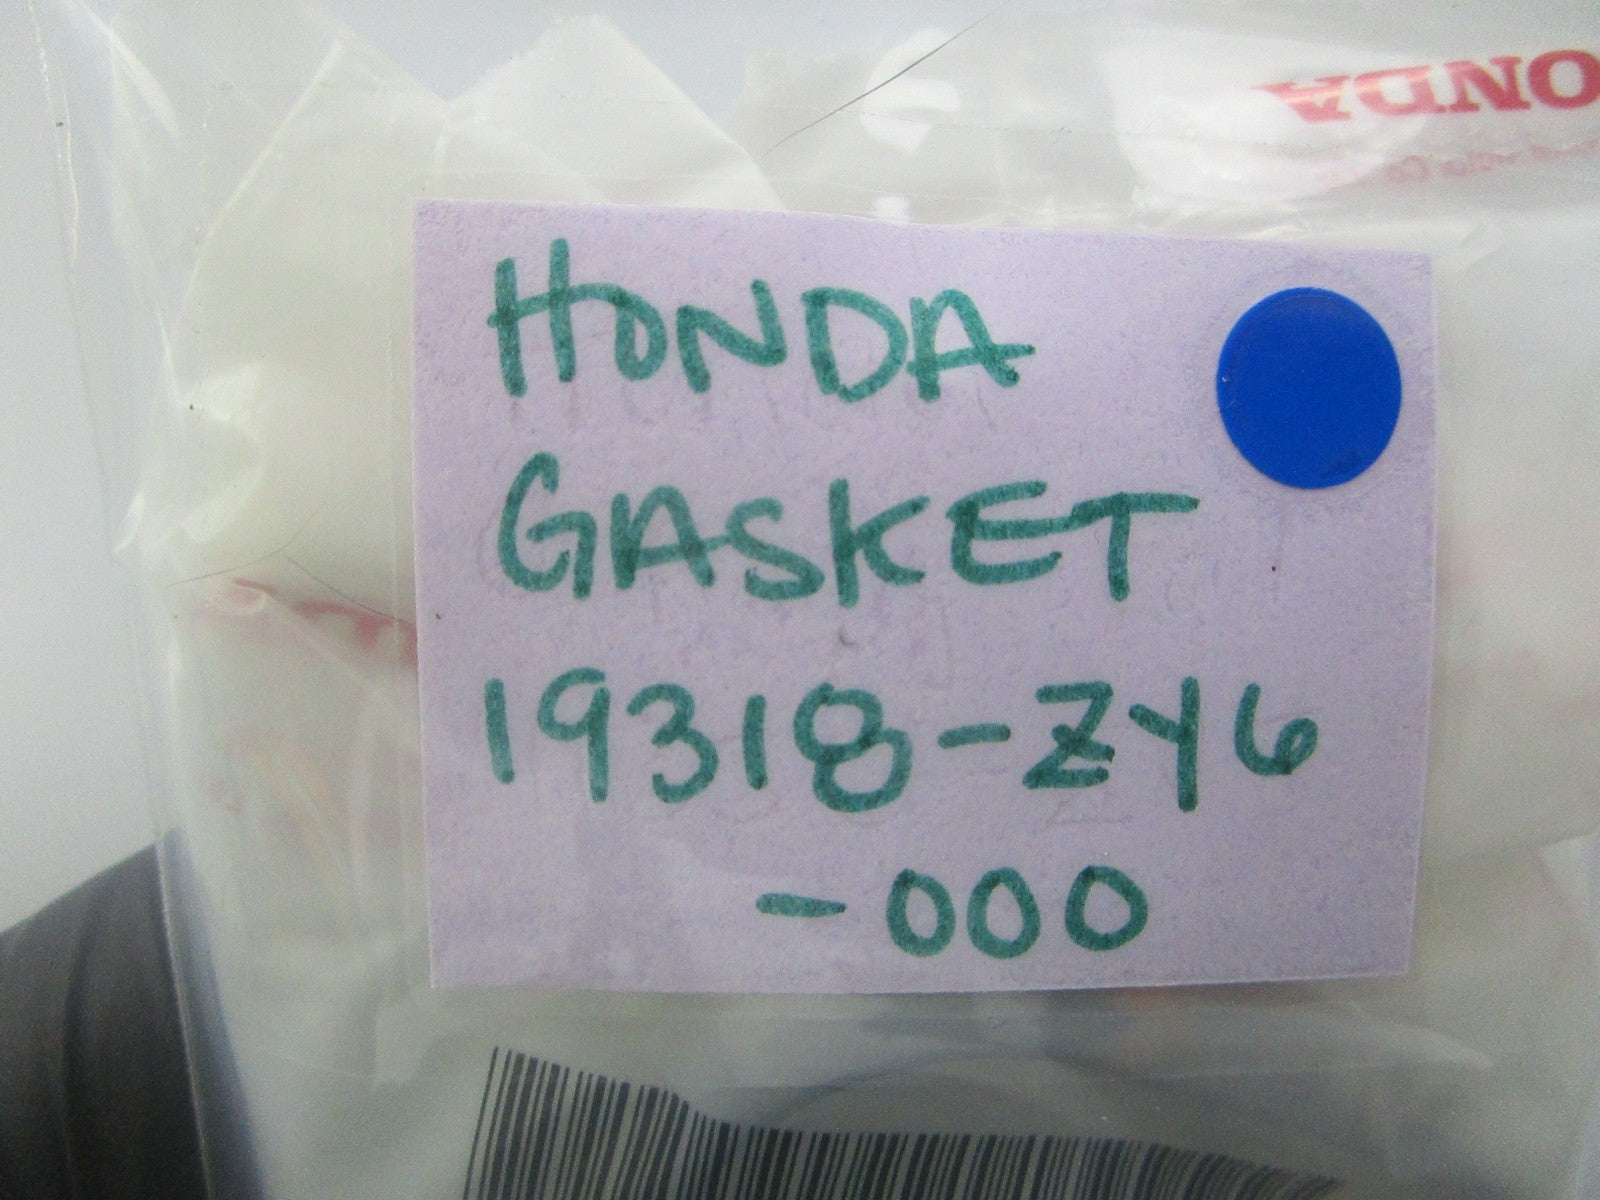 HONDA
HONDA
GASKET
19318-ZY6
-000